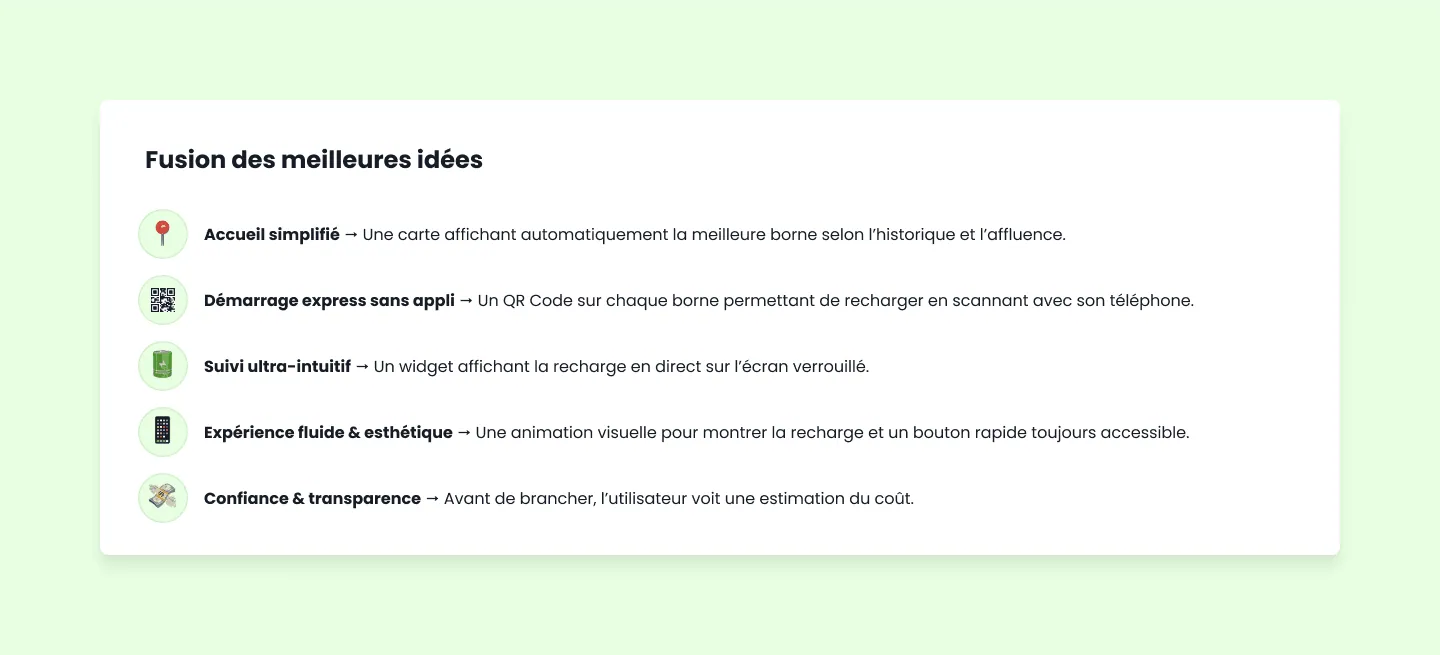 Fusion des meilleures idées
Accueil simplifié → Une carte affichant automatiquement la meilleure borne selon l’historique et l’affluence.
Démarrage express sans appli → Un QR Code sur chaque borne permettant de recharger en scannant avec son téléphone.
Suivi ultra-intuitif → Un widget affichant la recharge en direct sur l’écran verrouillé.
Expérience fluide & esthétique → Une animation visuelle pour montrer la recharge et un bouton rapide toujours accessible.
Confiance & transparence → Avant de brancher, l’utilisateur voit une estimation du coût.